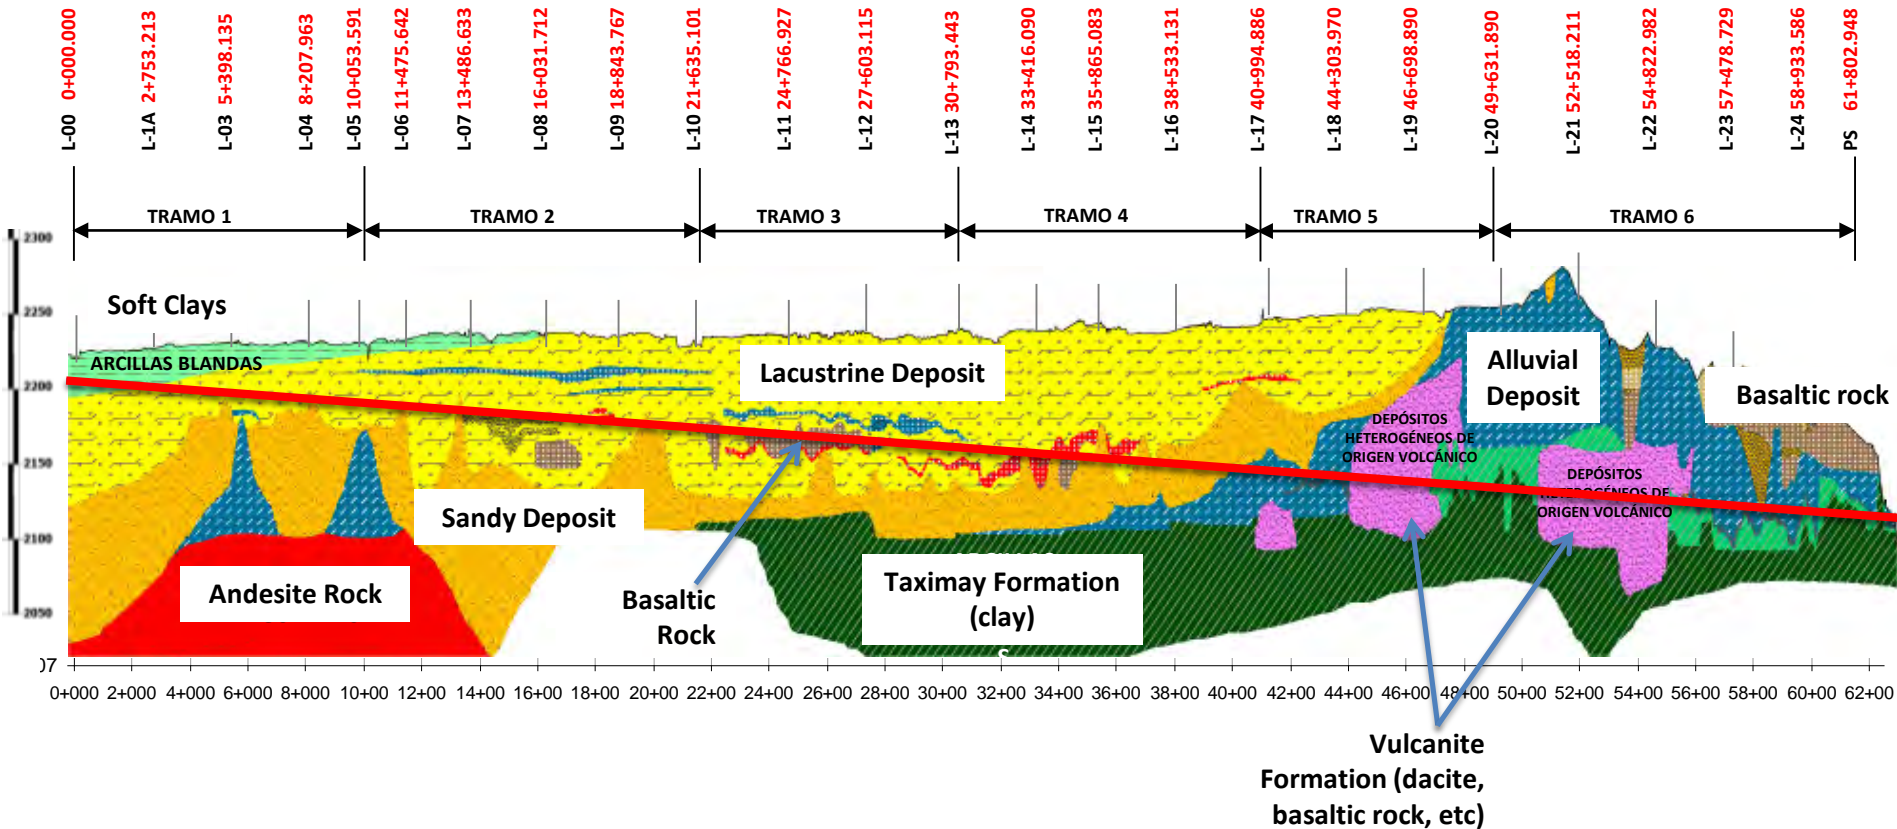 L-00 0+000.000
L-1A 2+753.213
L-03 5+398.135
L-04 8+207.963
L-05 10+053.591
L-06 11+475.642
L-07 13+486.633
L-08 16+031.712
L-09 18+843.767
L-10 21+635.101
L-11 24+766.927
L-12 27+603.115
L-13 30+793.443
L-14 33+416.090
L-15 35+865.083
L-16 38+533.131
L-17 40+994.886
L-18 44+303.970
L-19 46+698.890
L-20 49+631.890
L-21 52+518.211
L-22 54+822.982
L-23 57+478.729
L-24 58+933.586
PS 61+802.948
TRAMO 1 TRAMO 2 TRAMO 3 TRAMO 4 TRAMO 5 TRAMO 6
2300
2250
2200
2150
2100
2050
Soft Clays
ARCILLAS BLANDAS
Lacustrine Deposit
Alluvial
Deposit
Basaltic rock
DEPÓSITOS
HETEROGÉNEOS DE
ORIGEN VOLCÁNICO
DEPÓSITOS
HETEROGÉNEOS DE
ORIGEN VOLCÁNICO
Sandy Deposit
Andesite Rock
Basaltic
Rock
Taximay Formation
(clay)
07
0+000 2+000 4+000 6+000 8+000 10+00 12+00 14+00 16+00 18+00 20+00 22+00 24+00 26+00 28+00 30+00 32+00 34+00 36+00 38+00 40+00 42+00 44+00 46+00 48+00 50+00 52+00 54+00 56+00 58+00 60+00 62+00
Vulcanite
Formation (dacite,
basaltic rock, etc)